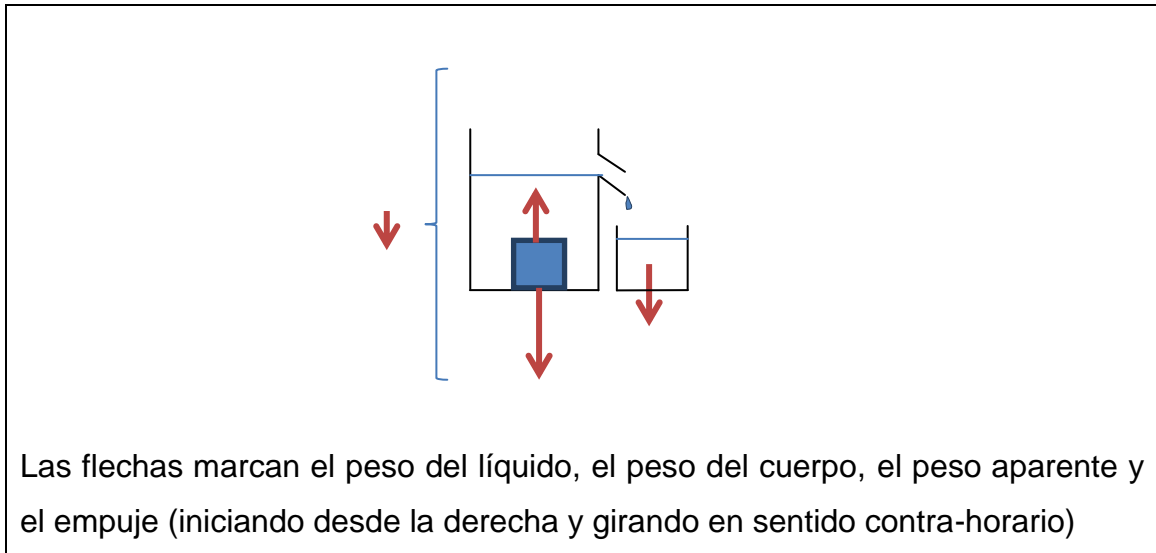 Las flechas marcan el peso del líquido, el peso del cuerpo, el peso aparente y
el empuje (iniciando desde la derecha y girando en sentido contra-horario)